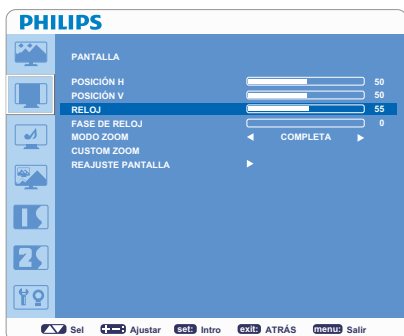 PHILIPS
PANTALLA
POSICIÓN H 50
POSICIÓN V 50
RELOJ 55
FASE DE RELOJ 0
MODO ZOOM COMPLETA
CUSTOM ZOOM
REAJUSTE PANTALLA
Sel Ajustar set: Intro exit: ATRÁS menu: Salir